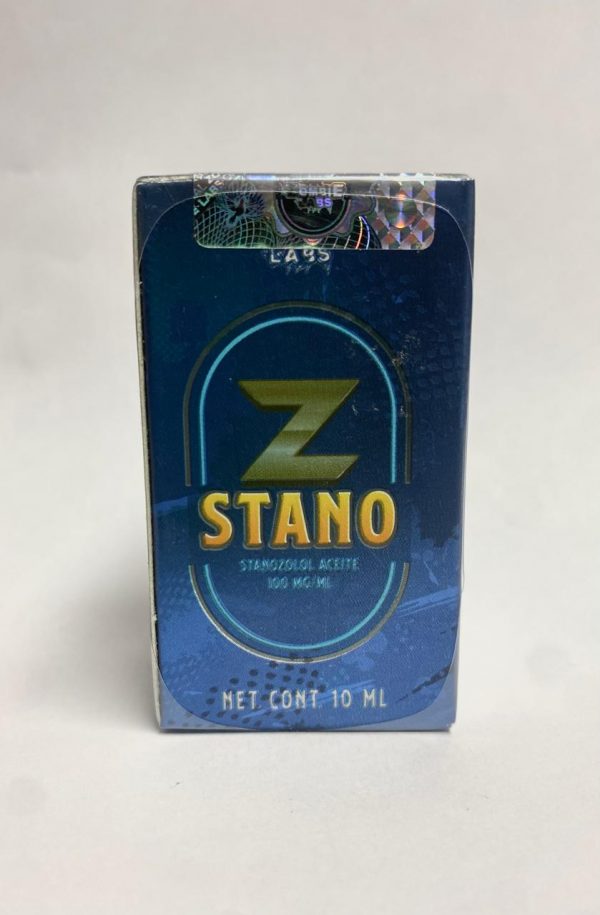 LABS
Z
STANO
STANOZOLOL ACEITE
100 MG/ML
NET CONT 10 ML